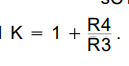 K = 1 + R4/R3 .